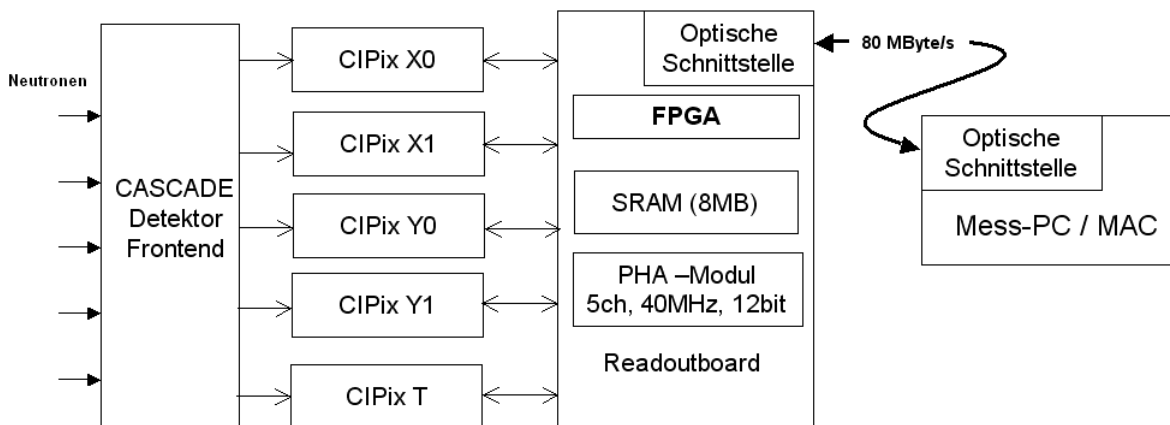 Neutronen
CASCADE
Detektor
Frontend
CIPix X0
CIPix X1
CIPix Y0
CIPix Y1
CIPix T
Optische
Schnittstelle
FPGA
SRAM (8MB)
PHA –Modul
5ch, 40MHz, 12bit
Readoutboard
80 MByte/s
Optische
Schnittstelle
Mess-PC / MAC